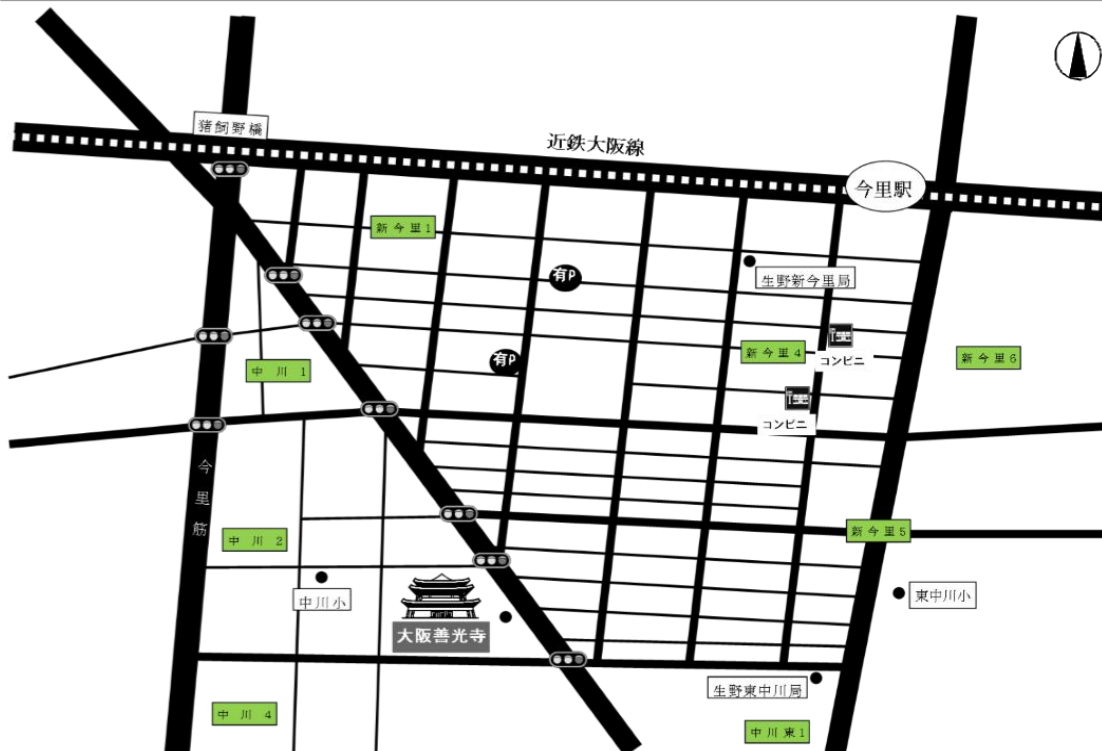 猪飼野橋
近鉄大阪線
今里駅
新今里1
有P
生野新今里局
コンビニ
新今里4
新今里6
有P
中川1
コンビニ
今里筋
新今里5
中川2
中川小
東中川小
大阪善光寺
生野東中川局
中川4
中川東1